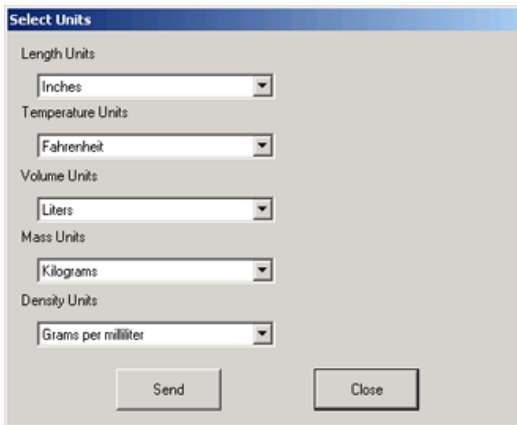 Select Units
Length Units
Inches
Temperature Units
Fahrenheit
Volume Units
Liters
Mass Units
Kilograms
Density Units
Grams per milliliter
Send
Close